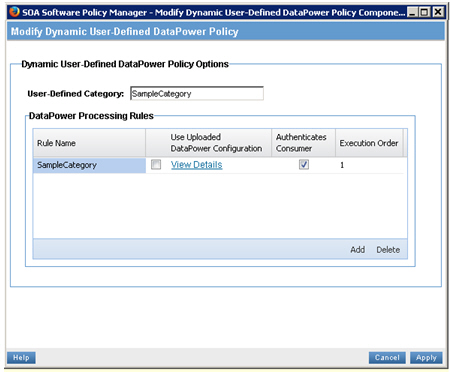 SOA Software Policy Manager - Modify Dynamic User-Defined DataPower Policy Compone...
Modify Dynamic User-Defined DataPower Policy
Dynamic User-Defined DataPower Policy Options
User-Defined Category: SampleCategory
DataPower Processing Rules
Rule Name Use Uploaded DataPower Configuration Authenticates Consumer Execution Order
SampleCategory View Details 1
Add Delete
Help Cancel Apply